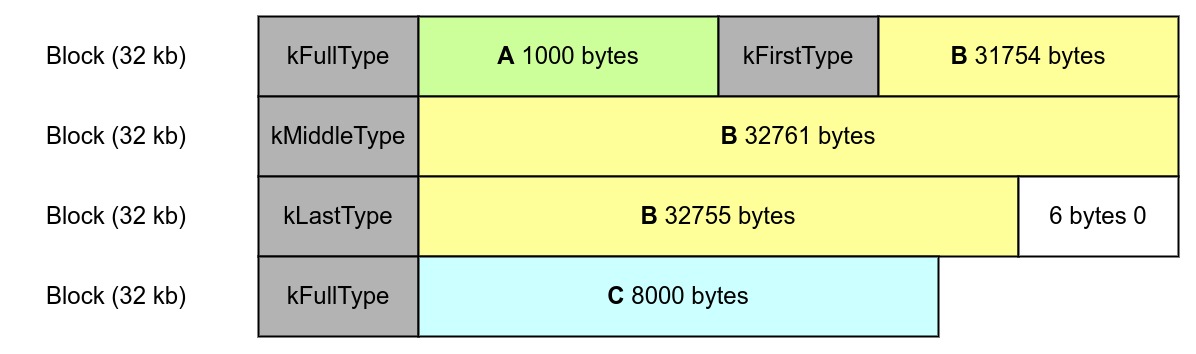 Block (32 kb) kFullType A 1000 bytes kFirstType B 31754 bytes
Block (32 kb) kMiddleType B 32761 bytes
Block (32 kb) kLastType B 32755 bytes 6 bytes 0
Block (32 kb) kFullType C 8000 bytes